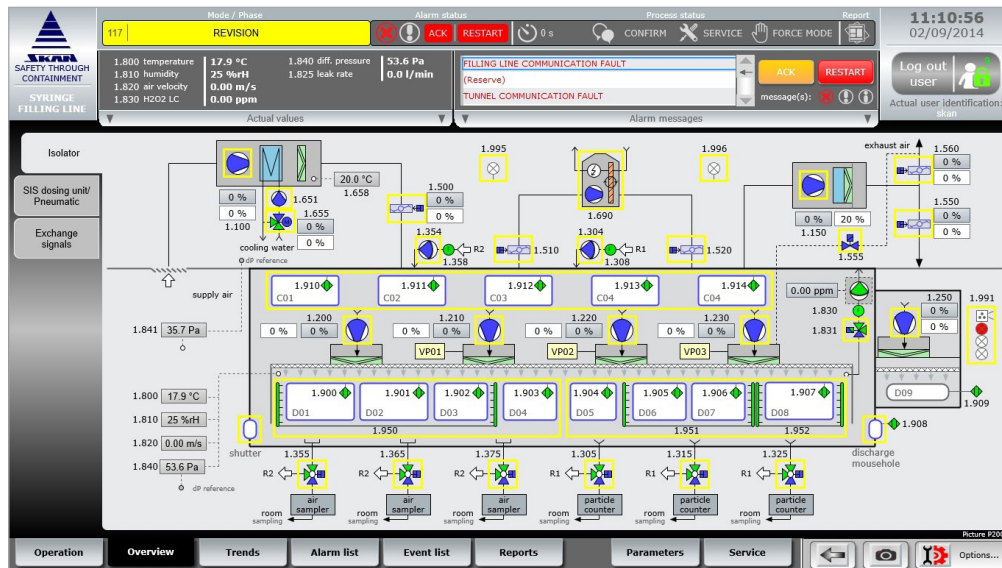 SKAN
SAFETY THROUGH
CONTAINMENT
SYRINGE
FILLING LINE
Mode / Phase
117 REVISION
Alarm status
ACK RESTART 0 s
Process status
CONFIRM SERVICE FORCE MODE
Report
11:10:56
02/09/2014
1.800 temperature 17.9 °C
1.810 humidity 25 %rH
1.820 air velocity 0.00 m/s
1.830 H2O2 LC 0.00 ppm
1.840 diff. pressure 53.6 Pa
1.825 leak rate 0.0 l/min
Actual values
FILLING LINE COMMUNICATION FAULT
(Reserve)
TUNNEL COMMUNICATION FAULT
ACK RESTART
message(s):
Alarm messages
Log out
user
Actual user identification:
skan
Isolator
SIS dosing unit/
Pneumatic
Exchange
signals
0 %
0 %
1.100
1.651
1.655
0 %
0 %
cooling water
20.0 °C
1.658
1.500
0 %
0 %
1.995
1.690
1.996
1.354
R2
1.358
1.510
1.304
R1
1.308
1.520
0 % 20 %
1.150
1.555
exhaust air
1.560
0 %
0 %
1.550
0 %
0 %
dP reference
supply air
1.910 C01
1.911 C02
1.912 C03
1.913 C04
1.914 C04
0.00 ppm
1.830
1.831
1.250
0 %
0 %
1.991
1.841 35.7 Pa
1.200
0 % 0 %
1.210
0 % 0 %
1.220
0 % 0 %
1.230
0 % 0 %
VP01
VP02
VP03
1.800 17.9 °C
1.810 25 %rH
1.820 0.00 m/s
1.840 53.6 Pa
dP reference
1.900 D01
1.901 D02
1.902 D03
1.903 D04
1.904 D05
1.905 D06
1.906 D07
1.907 D08
D09
1.909
1.908
1.950
1.951
1.952
shutter
discharge
mousehole
1.355
1.365
1.375
1.305
1.315
1.325
R2
R2
R2
R1
R1
R1
air
sampler
air
sampler
air
sampler
particle
counter
particle
counter
particle
counter
room
sampling
room
sampling
room
sampling
room
sampling
room
sampling
room
sampling
Picture P200
Operation
Overview
Trends
Alarm list
Event list
Reports
Parameters
Service
Options...